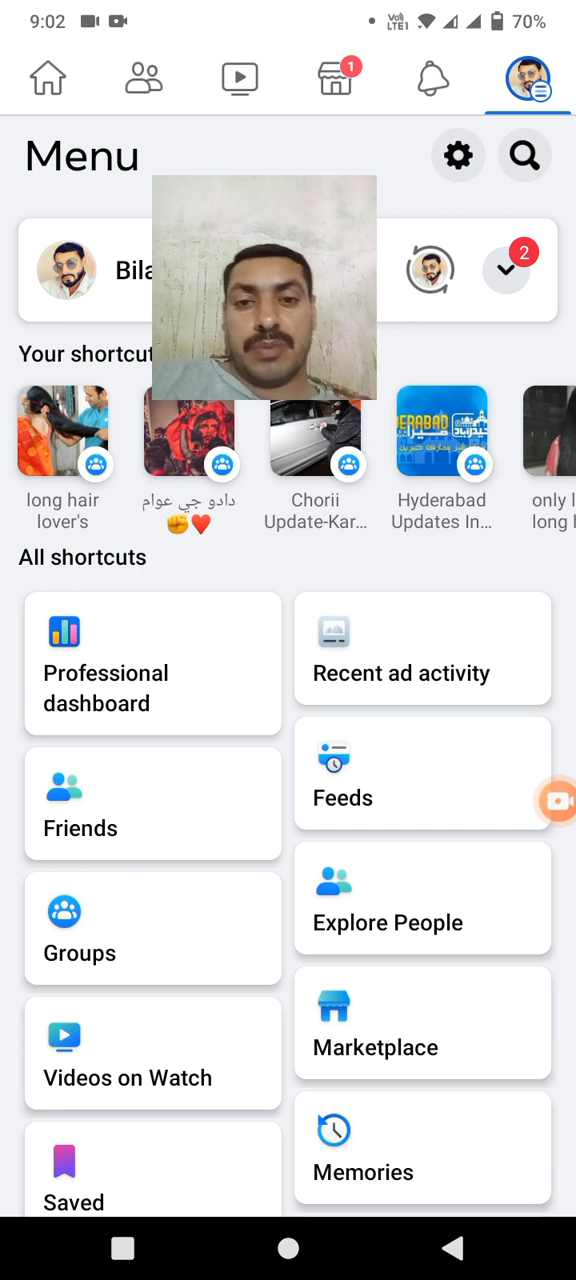 9:02
Vo))
LTE1
70%
1
Menu
Bila
2
Your shortcut
long hair
lover's
دادو جي عوام
✊❤️
Chorii
Update-Kar...
Hyderabad
Updates In...
only l
long h
All shortcuts
Professional
dashboard
Recent ad activity
Friends
Feeds
Groups
Explore People
Videos on Watch
Marketplace
Saved
Memories